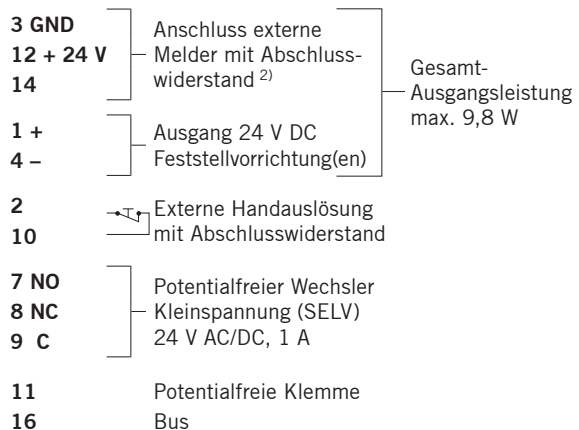 3 GND
12 + 24 V
14
Anschluss externe
Melder mit Abschluss-
widerstand 2)
1 +
4 –
Ausgang 24 V DC
Feststellvorrichtung(en)
Gesamt-
Ausgangsleistung
max. 9,8 W
2
10
Externe Handauslösung
mit Abschlusswiderstand
7 NO
8 NC
9 C
Potentialfreier Wechsler
Kleinspannung (SELV)
24 V AC/DC, 1 A
11 Potentialfreie Klemme
16 Bus